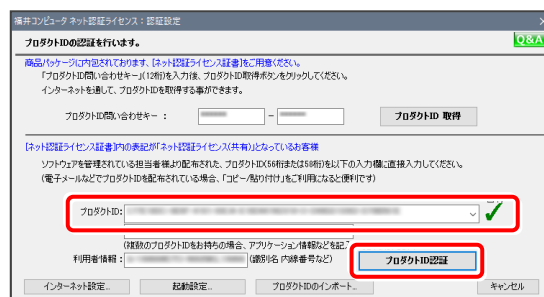 福井コンピュータ ネット認証ライセンス：認証設定
プロダクトIDの認証を行います。
Q&A
商品パッケージに内包されております、[ネット認証ライセンス証書]をご用意ください。
「プロダクトID問い合わせキー」(12桁)を入力後、プロダクトID取得ボタンをクリックしてください。
インターネットを通して、プロダクトIDを取得する事ができます。
プロダクトID問い合わせキー： - プロダクトID 取得
[ネット認証ライセンス証書]内の表記が「ネット認証ライセンス(共有)」となっているお客様
ソフトウェアを管理されている担当者様より配布された、プロダクトID(56桁または58桁)を以下の入力欄に直接入力してください。
(電子メールなどでプロダクトIDを配布されている場合、「コピー/貼り付け」をご利用になると便利です)
プロダクトID:
(複数のプロダクトIDをお持ちの場合、アプリケーション情報などを記入
利用者情報： (識別名 内線番号など) プロダクトID認証
インターネット設定... 起動設定... プロダクトIDのインポート... キャンセル